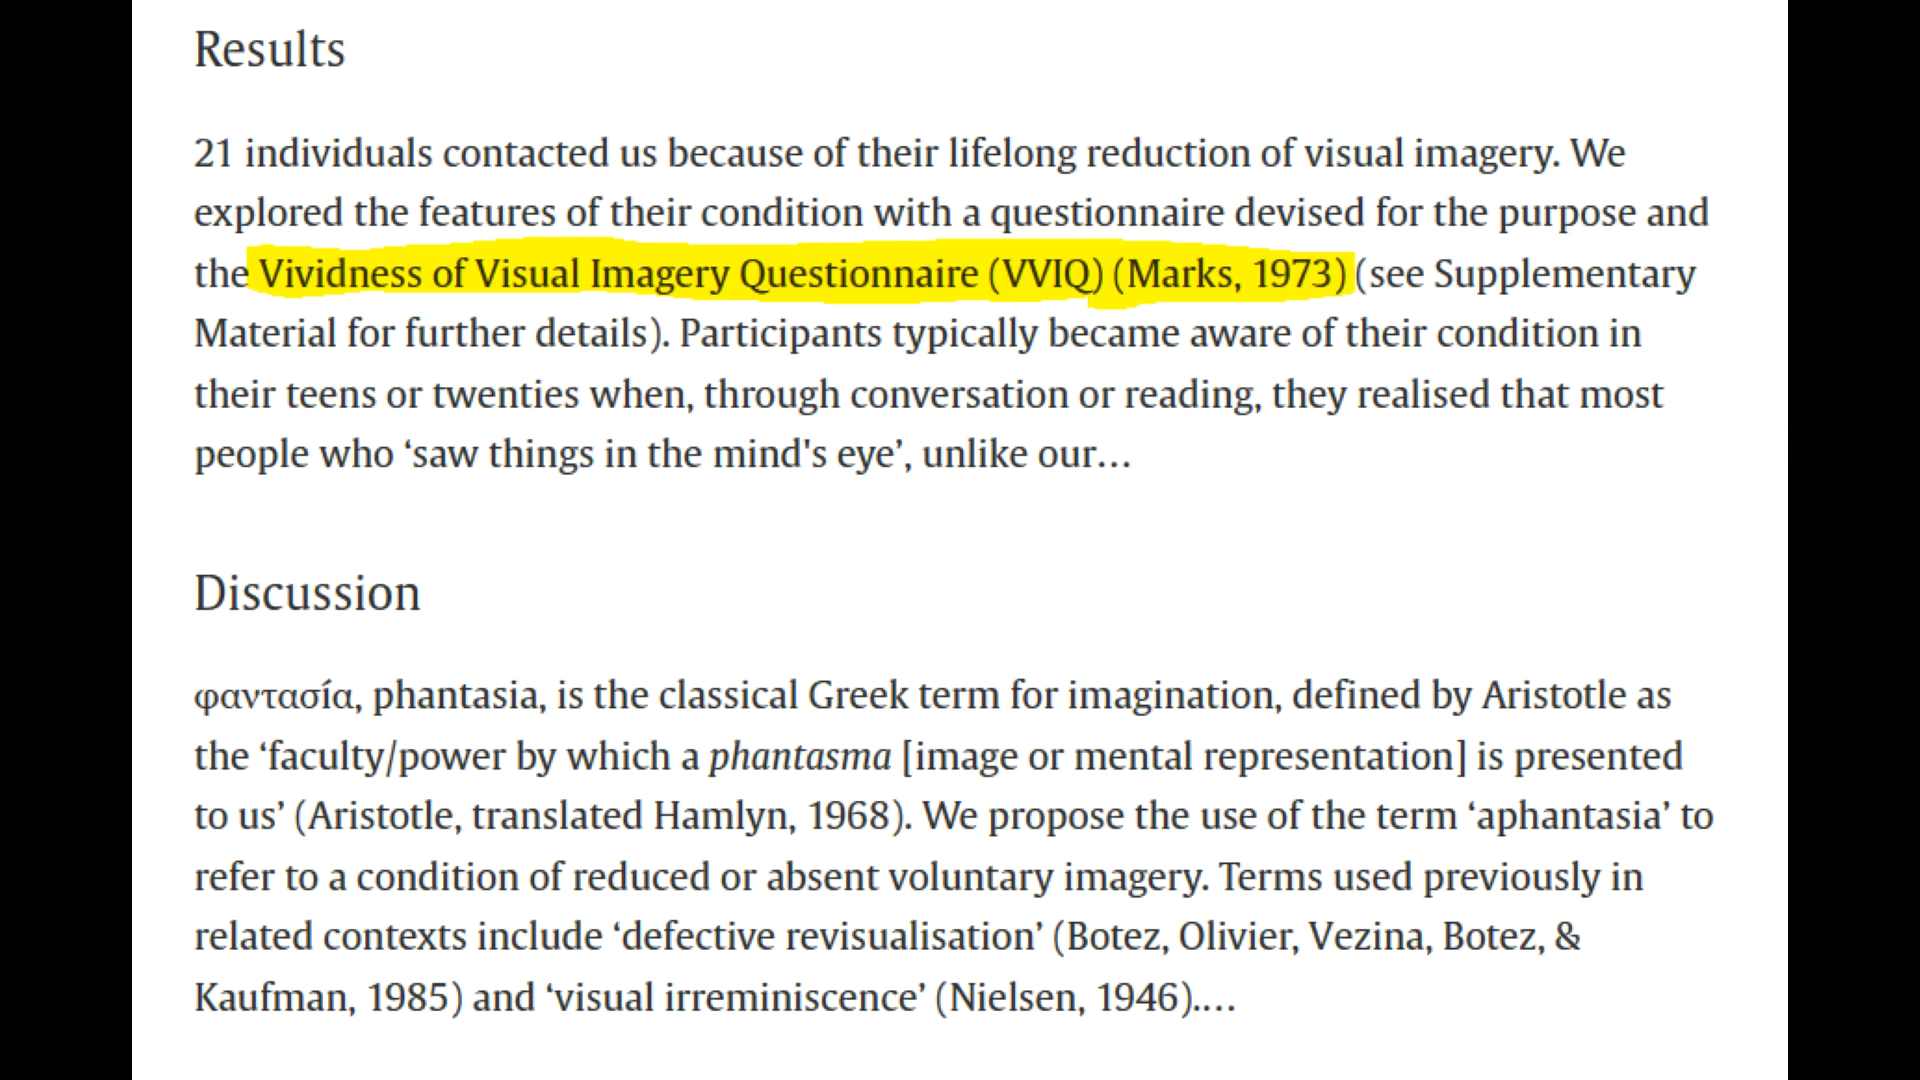 Results
21 individuals contacted us because of their lifelong reduction of visual imagery. We
explored the features of their condition with a questionnaire devised for the purpose and
the Vividness of Visual Imagery Questionnaire (VVIQ) (Marks, 1973) (see Supplementary
Material for further details). Participants typically became aware of their condition in
their teens or twenties when, through conversation or reading, they realised that most
people who ‘saw things in the mind's eye’, unlike our…
Discussion
φαντασία, phantasia, is the classical Greek term for imagination, defined by Aristotle as
the ‘faculty/power by which a phantasma [image or mental representation] is presented
to us’ (Aristotle, translated Hamlyn, 1968). We propose the use of the term ‘aphantasia’ to
refer to a condition of reduced or absent voluntary imagery. Terms used previously in
related contexts include ‘defective revisualisation’ (Botez, Olivier, Vezina, Botez, &
Kaufman, 1985) and ‘visual irreminiscence’ (Nielsen, 1946).…